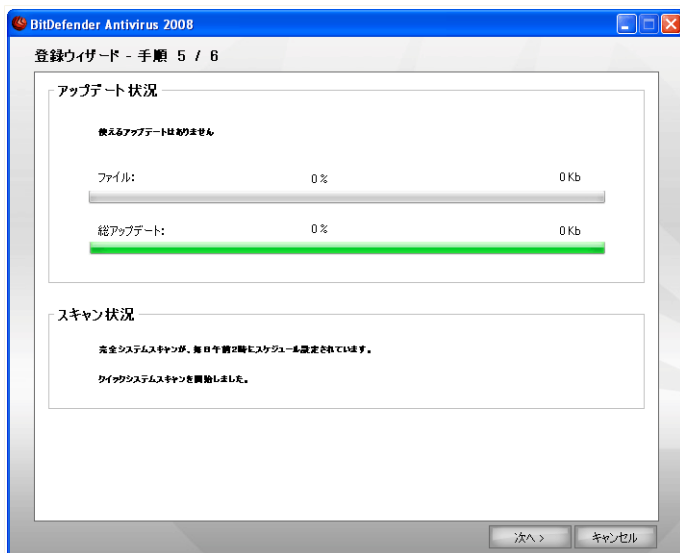 BitDefender Antivirus 2008
登録ウィザード - 手順 5 / 6
アップデート状況
使えるアップデートはありません
ファイル: 0% 0Kb
総アップデート: 0% 0Kb
スキャン状況
完全システムスキャンが、毎日午前2時にスケジュール設定されています。
クイックシステムスキャンを開始しました。
次へ > キャンセル